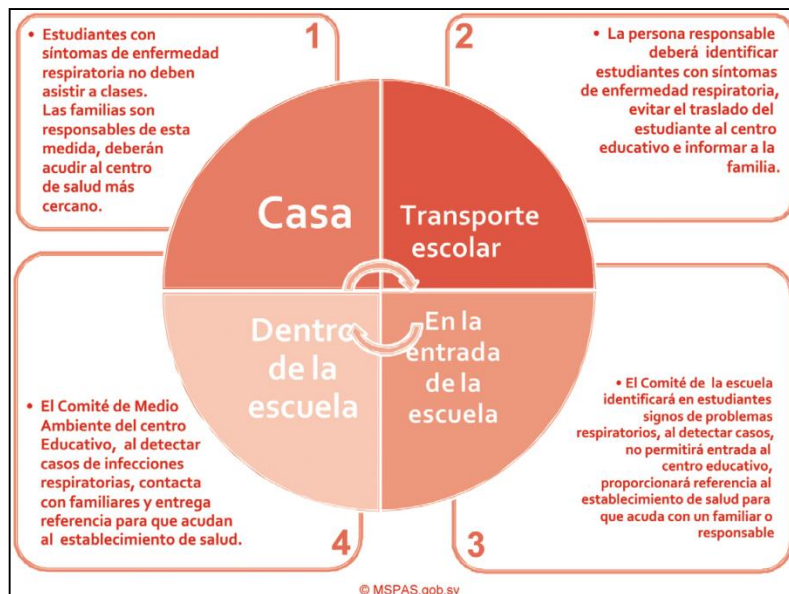 1
• Estudiantes con
síntomas de enfermedad
respiratoria no deben
asistir a clases.
Las familias son
responsables de esta
medida, deberán
acudir al centro
de salud más
cercano.
2
• La persona responsable
deberá identificar
estudiantes con síntomas
de enfermedad respiratoria,
evitar el traslado del
estudiante al centro
educativo e informar a la
familia.
Casa
Transporte
escolar
Dentro
de la
escuela
En la
entrada
de la
escuela
• El Comité de Medio
Ambiente del centro
Educativo, al detectar
casos de infecciones
respiratorias, contacta
con familiares y entrega
referencia para que acudan
al establecimiento de salud.
4
• El Comité de la escuela
identificará en estudiantes
signos de problemas
respiratorios, al detectar casos,
no permitirá entrada al
centro educativo,
proporcionará referencia al
establecimiento de salud para
que acuda con un familiar o
responsable
3
© MSPAS.gob.sv